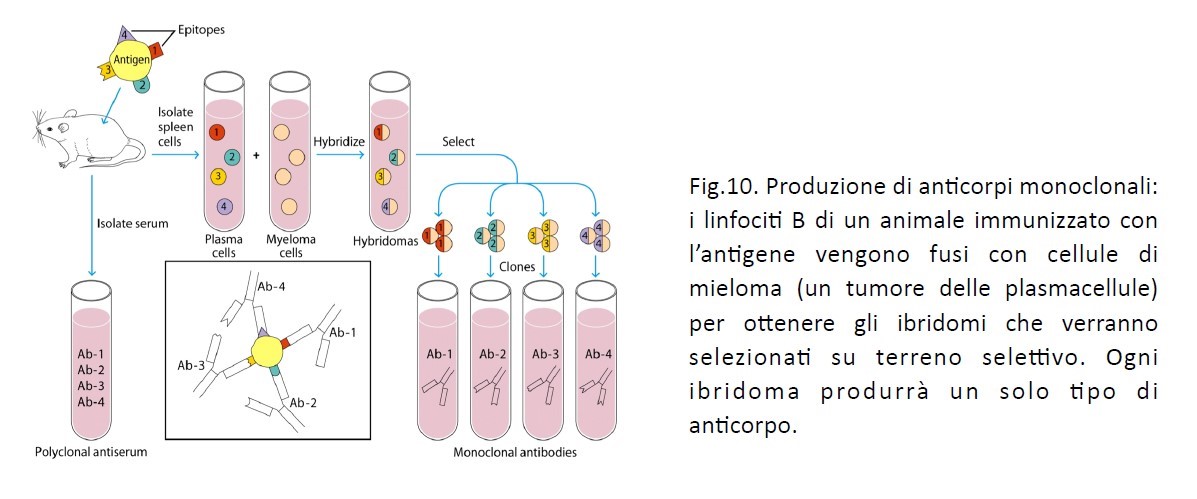 4
Epitopes
1
Antigen
3
2
Isolate
spleen
cells
1
2
3
4
+
Hybridize
1
2
3
4
Select
Isolate serum
Plasma
cells
Myeloma
cells
Hybridomas
1 1 1
2 2 2
3 3 3
4 4 4
Clones
Ab-1
Ab-2
Ab-3
Ab-4
Polyclonal antiserum
Ab-4
Ab-1
Ab-3
Ab-2
Ab-1
Ab-2
Ab-3
Ab-4
Monoclonal antibodies
Fig.10. Produzione di anticorpi monoclonali:
i linfociti B di un animale immunizzato con
l’antigene vengono fusi con cellule di
mieloma (un tumore delle plasmacellule)
per ottenere gli ibridomi che verranno
selezionati su terreno selettivo. Ogni
ibridoma produrrà un solo tipo di
anticorpo.